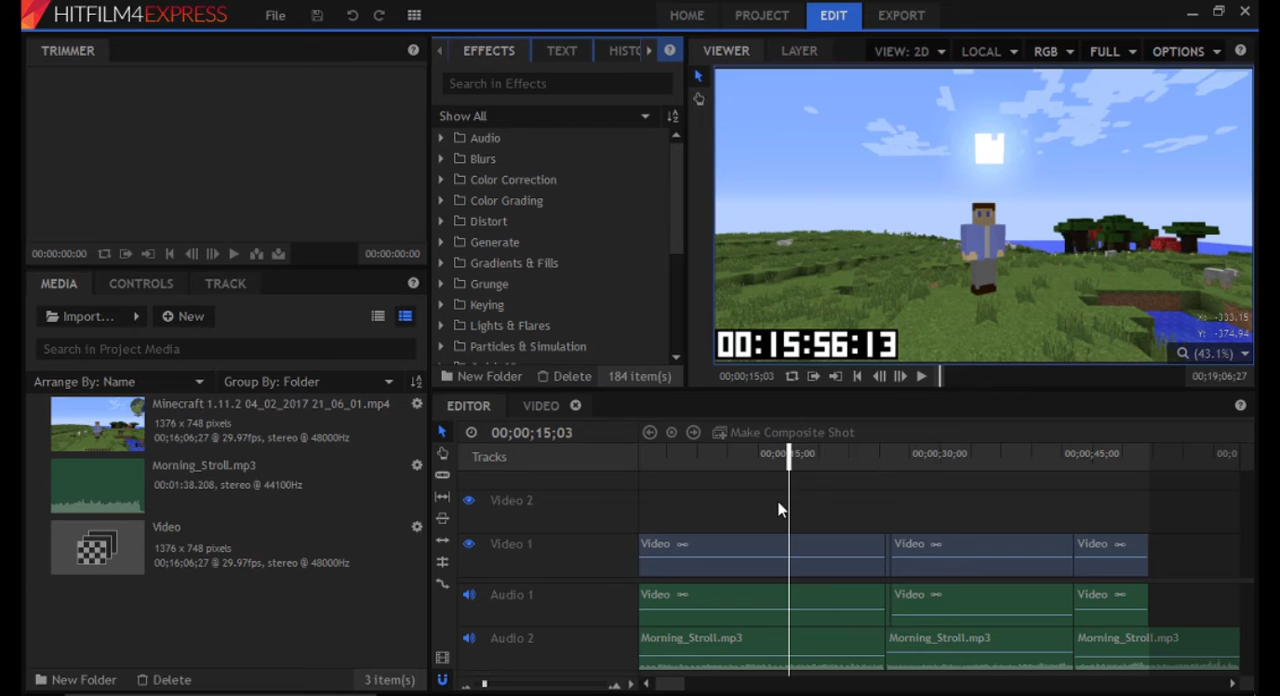 HITFILM4EXPRESS
File
HOME
PROJECT
EDIT
EXPORT
TRIMMER
EFFECTS
TEXT
HISTO
VIEWER
LAYER
VIEW: 2D
LOCAL
RGB
FULL
OPTIONS
Search in Effects
Show All
Audio
Blurs
Color Correction
Color Grading
Distort
Generate
Gradients & Fills
Grunge
Keying
Lights & Flares
Particles & Simulation
New Folder
Delete
184 item(s)
00:00:00:00
00:00:00:00
MEDIA
CONTROLS
TRACK
Import...
New
Search in Project Media
Arrange By: Name
Group By: Folder
Minecraft 1.11.2 04_02_2017 21_06_01.mp4
1376 x 748 pixels
00;16;06;27 @ 29.97fps, stereo @ 48000Hz
Morning_Stroll.mp3
00:01:38.208, stereo @ 44100Hz
Video
1376 x 748 pixels
00;16;06;27 @ 29.97fps, stereo @ 48000Hz
New Folder
Delete
3 item(s)
00:15:56:13
X: -333.15
Y: -374.94
(43.1%)
00;00;15;03
00;19;06;27
EDITOR
VIDEO
00;00;15;03
Make Composite Shot
Tracks
00;00;15;00
00;00;30;00
00;00;45;00
00;0
Video 2
Video 1
Video
Video
Video
Audio 1
Video
Video
Video
Audio 2
Morning_Stroll.mp3
Morning_Stroll.mp3
Morning_Stroll.mp3